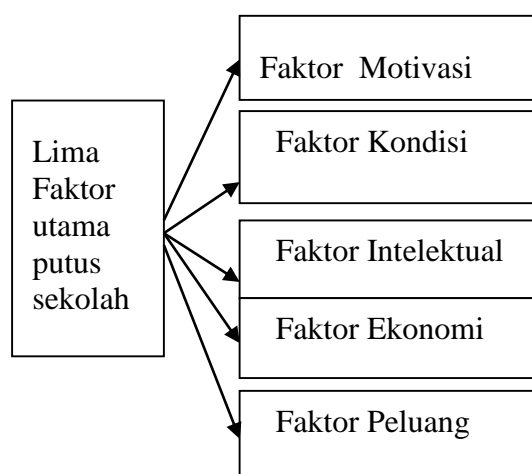 Lima
Faktor
utama
putus
sekolah
Faktor Motivasi
Faktor Kondisi
Faktor Intelektual
Faktor Ekonomi
Faktor Peluang